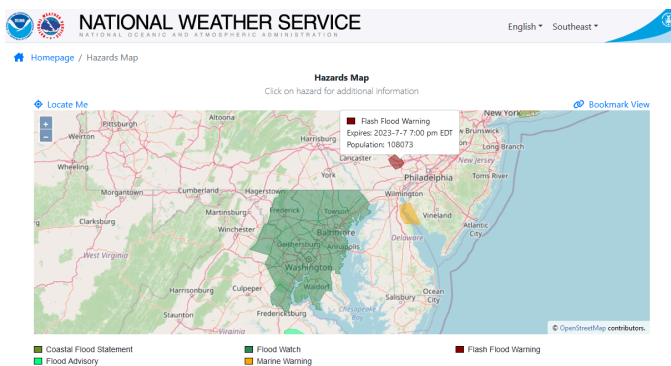 NATIONAL WEATHER SERVICE
NATIONAL OCEANIC AND ATMOSPHERIC ADMINISTRATION
English Southeast
Homepage / Hazards Map
Hazards Map
Click on hazard for additional information
Locate Me
Bookmark View
+
−
Flash Flood Warning
Expires: 2023-7-7 7:00 pm EDT
Population: 108073
Altoona
New York
Pittsburgh
Weirton
Harrisburg
w Brunswick
Long Branch
Wheeling
Lancaster
New Jersey
York
Philadelphia
Toms River
Morgantown
Cumberland
Hagerstown
Wilmington
Martinsburg
Frederick
Towson
Vineland
Clarksburg
Winchester
Baltimore
Atlantic
City
Gaithersburg
Annapolis
Delaware
West Virginia
Washington
Harrisonburg
Culpeper
Waldorf
Salisbury
Ocean
City
Staunton
Fredericksburg
Chesapeake
Bay
Virginia
© OpenStreetMap contributors.
Coastal Flood Statement
Flood Watch
Flash Flood Warning
Flood Advisory
Marine Warning